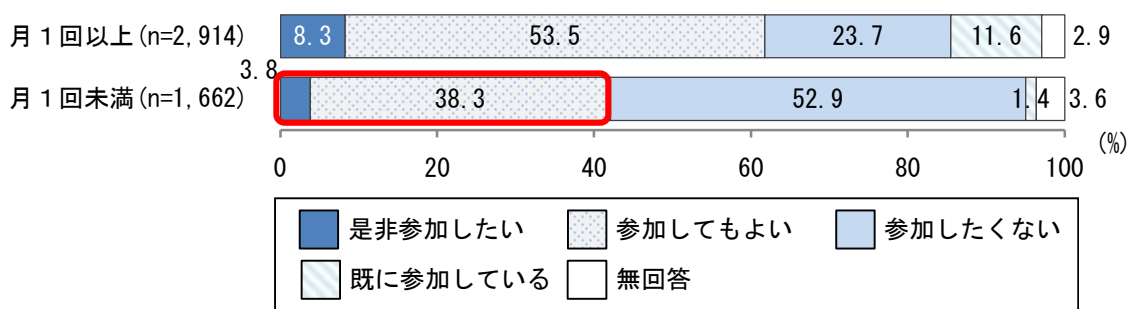 月１回以上(n=2,914) 8.3 53.5 23.7 11.6 2.9
3.8
月１回未満(n=1,662) 38.3 52.9 1.4 3.6
(%)
0 20 40 60 80 100
是非参加したい 参加してもよい 参加したくない
既に参加している 無回答